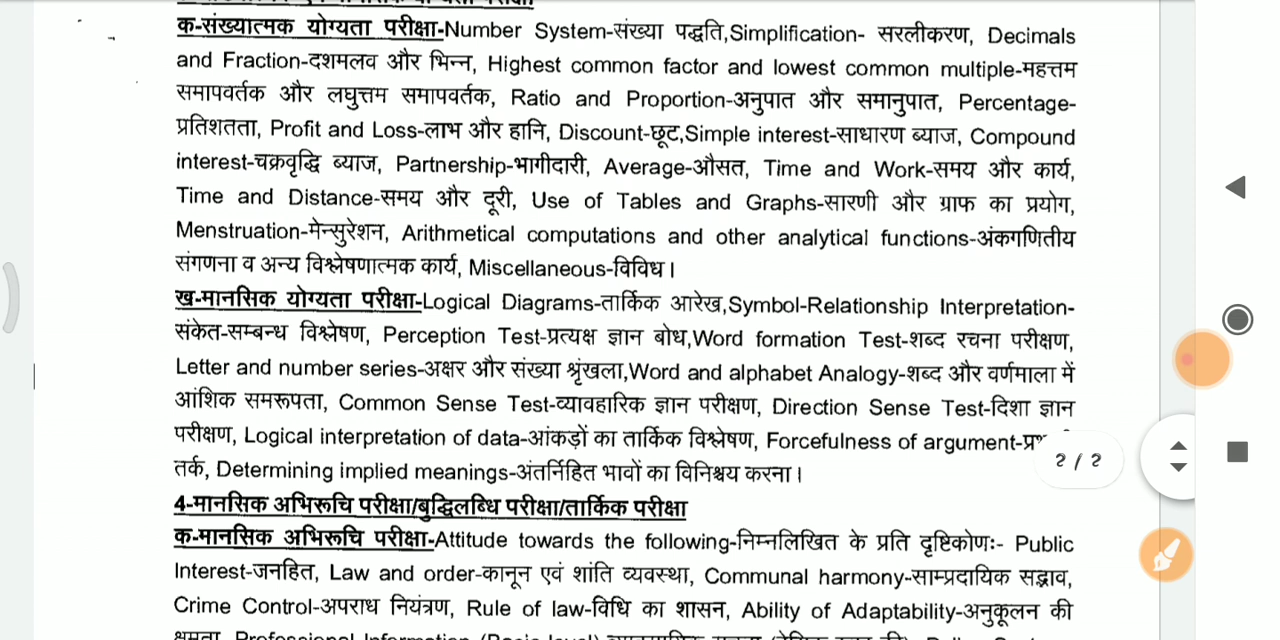 क-संख्यात्मक योग्यता परीक्षा-Number System-संख्या पद्धति,Simplification- सरलीकरण, Decimals
and Fraction-दशमलव और भिन्न, Highest common factor and lowest common multiple-महत्तम
समापवर्तक और लघुत्तम समापवर्तक, Ratio and Proportion-अनुपात और समानुपात, Percentage-
प्रतिशतता, Profit and Loss-लाभ और हानि, Discount-छूट,Simple interest-साधारण ब्याज, Compound
interest-चक्रवृद्धि ब्याज, Partnership-भागीदारी, Average-औसत, Time and Work-समय और कार्य,
Time and Distance-समय और दूरी, Use of Tables and Graphs-सारणी और ग्राफ का प्रयोग,
Menstruation-मेन्सुरेशन, Arithmetical computations and other analytical functions-अंकगणितीय
संगणना व अन्य विश्लेषणात्मक कार्य, Miscellaneous-विविध।
ख-मानसिक योग्यता परीक्षा-Logical Diagrams-तार्किक आरेख,Symbol-Relationship Interpretation-
संकेत-सम्बन्ध विश्लेषण, Perception Test-प्रत्यक्ष ज्ञान बोध,Word formation Test-शब्द रचना परीक्षण,
Letter and number series-अक्षर और संख्या श्रृंखला,Word and alphabet Analogy-शब्द और वर्णमाला में
आंशिक समरूपता, Common Sense Test-व्यावहारिक ज्ञान परीक्षण, Direction Sense Test-दिशा ज्ञान
परीक्षण, Logical interpretation of data-आंकड़ों का तार्किक विश्लेषण, Forcefulness of argument-
तर्क, Determining implied meanings-अंतर्निहित भावों का विनिश्चय करना।
२ / २
4-मानसिक अभिरूचि परीक्षा/बुद्धिलब्धि परीक्षा/तार्किक परीक्षा
क-मानसिक अभिरूचि परीक्षा-Attitude towards the following-निम्नलिखित के प्रति दृष्टिकोणः- Public
Interest-जनहित, Law and order-कानून एवं शांति व्यवस्था, Communal harmony-साम्प्रदायिक सद्भाव,
Crime Control-अपराध नियंत्रण, Rule of law-विधि का शासन, Ability of Adaptability-अनुकूलन की